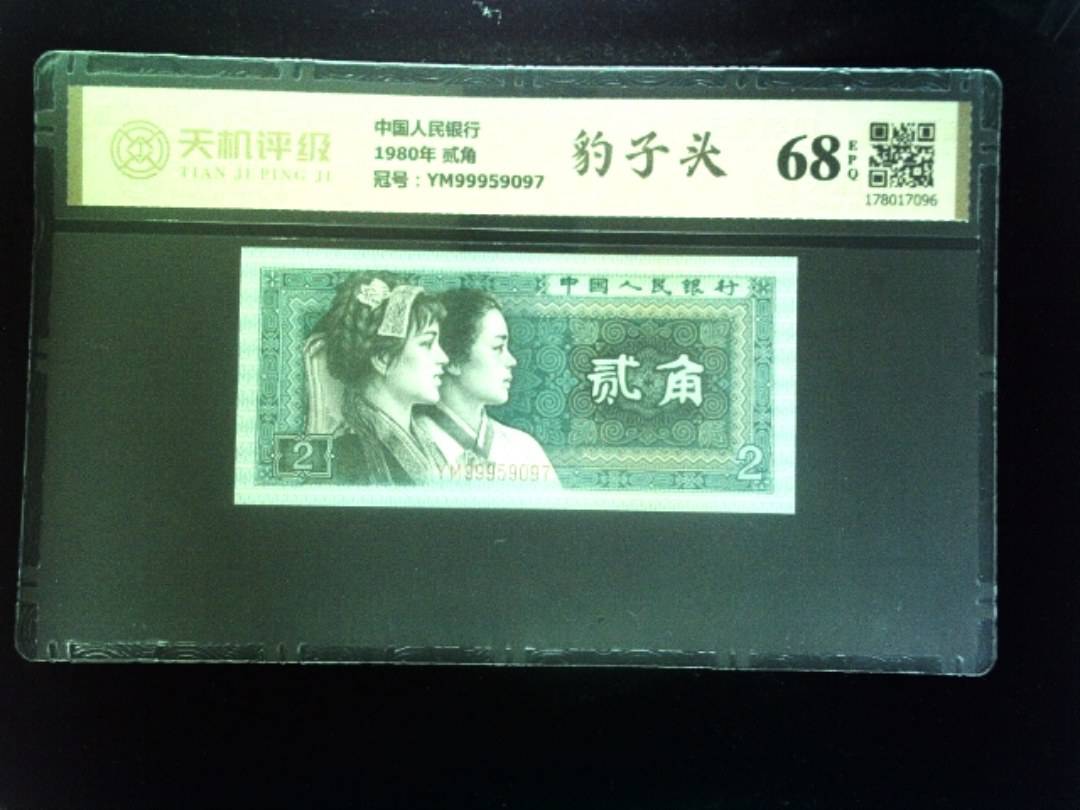 天机评级
TIAN JI PING JI
中国人民银行
1980年 贰角
冠号：YM99959097
豹子头
68
EPQ
178017096
中国人民银行
贰角
2
YM99959097
2